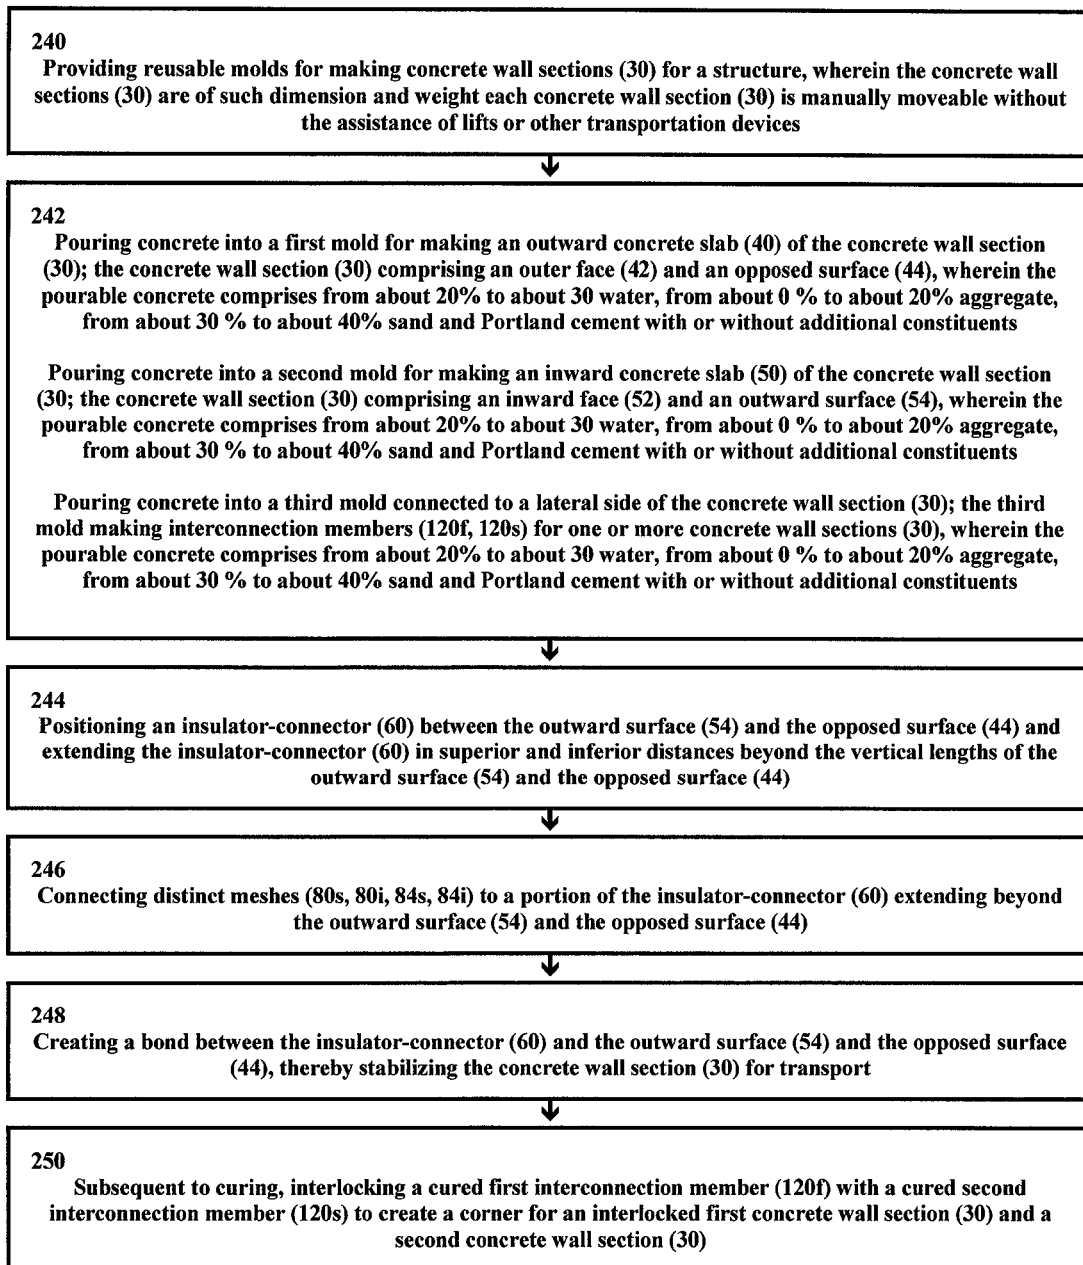 240
Providing reusable molds for making concrete wall sections (30) for a structure, wherein the concrete wall
sections (30) are of such dimension and weight each concrete wall section (30) is manually moveable without
the assistance of lifts or other transportation devices
242
Pouring concrete into a first mold for making an outward concrete slab (40) of the concrete wall section
(30); the concrete wall section (30) comprising an outer face (42) and an opposed surface (44), wherein the
pourable concrete comprises from about 20% to about 30 water, from about 0 % to about 20% aggregate,
from about 30 % to about 40% sand and Portland cement with or without additional constituents
Pouring concrete into a second mold for making an inward concrete slab (50) of the concrete wall section
(30; the concrete wall section (30) comprising an inward face (52) and an outward surface (54), wherein the
pourable concrete comprises from about 20% to about 30 water, from about 0 % to about 20% aggregate,
from about 30 % to about 40% sand and Portland cement with or without additional constituents
Pouring concrete into a third mold connected to a lateral side of the concrete wall section (30); the third
mold making interconnection members (120f, 120s) for one or more concrete wall sections (30), wherein the
pourable concrete comprises from about 20% to about 30 water, from about 0 % to about 20% aggregate,
from about 30 % to about 40% sand and Portland cement with or without additional constituents
244
Positioning an insulator-connector (60) between the outward surface (54) and the opposed surface (44) and
extending the insulator-connector (60) in superior and inferior distances beyond the vertical lengths of the
outward surface (54) and the opposed surface (44)
246
Connecting distinct meshes (80s, 80i, 84s, 84i) to a portion of the insulator-connector (60) extending beyond
the outward surface (54) and the opposed surface (44)
248
Creating a bond between the insulator-connector (60) and the outward surface (54) and the opposed surface
(44), thereby stabilizing the concrete wall section (30) for transport
250
Subsequent to curing, interlocking a cured first interconnection member (120f) with a cured second
interconnection member (120s) to create a corner for an interlocked first concrete wall section (30) and a
second concrete wall section (30)